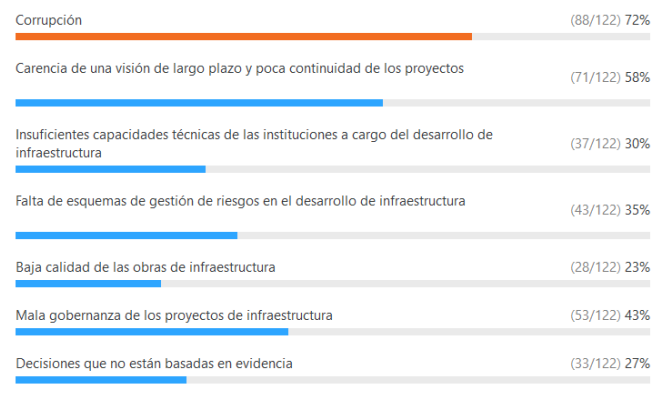 Corrupción (88/122) 72%
Carencia de una visión de largo plazo y poca continuidad de los proyectos (71/122) 58%
Insuficientes capacidades técnicas de las instituciones a cargo del desarrollo de
infraestructura (37/122) 30%
Falta de esquemas de gestión de riesgos en el desarrollo de infraestructura (43/122) 35%
Baja calidad de las obras de infraestructura (28/122) 23%
Mala gobernanza de los proyectos de infraestructura (53/122) 43%
Decisiones que no están basadas en evidencia (33/122) 27%